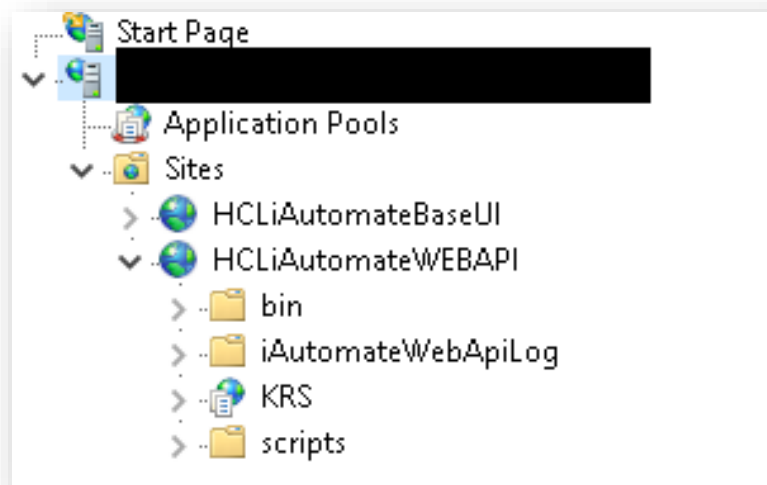 Start Page
Application Pools
Sites
HCLiAutomateBaseUI
HCLiAutomateWEBAPI
bin
iAutomateWebApiLog
KRS
scripts